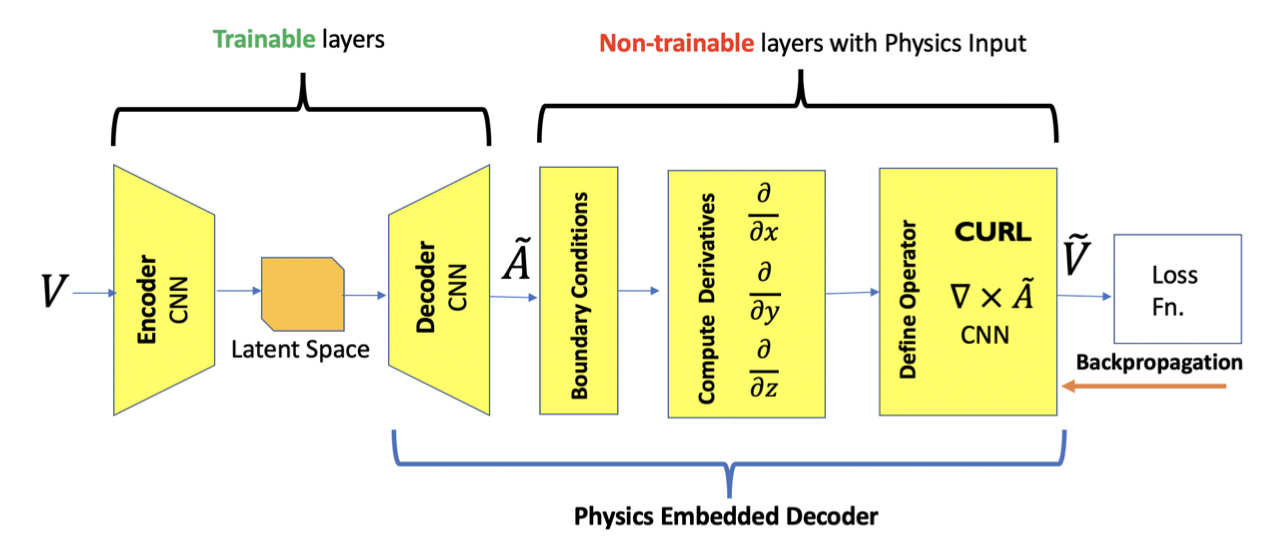 Trainable layers
Non-trainable layers with Physics Input
V
Encoder
CNN
Latent Space
Decoder
CNN
Ã
Boundary Conditions
Compute Derivatives
∂/∂x
∂/∂y
∂/∂z
Define Operator
CURL
∇ × Ã
CNN
Ṽ
Loss
Fn.
Backpropagation
Physics Embedded Decoder